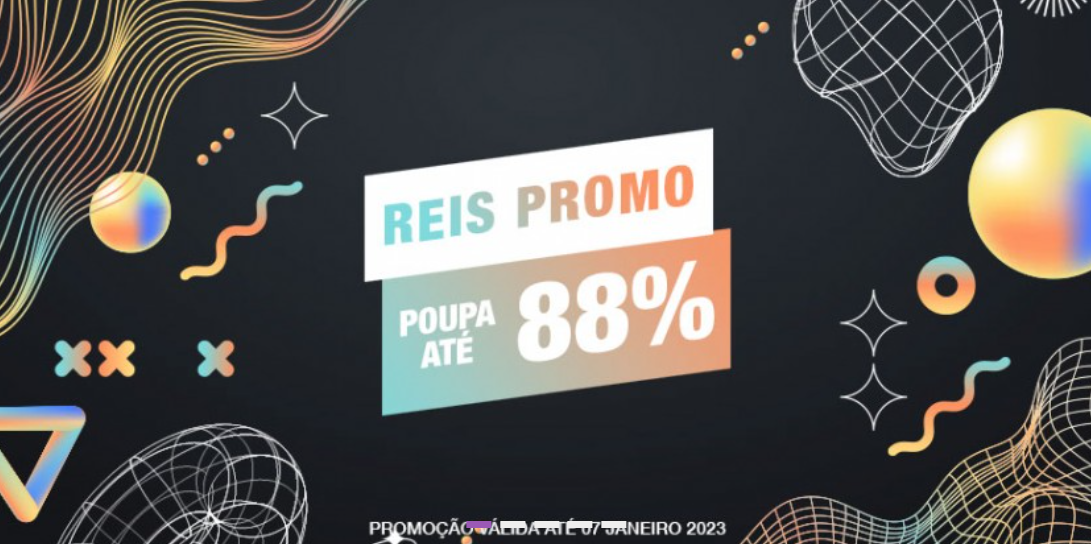 REIS PROMO
POUPA
ATÉ
88%
PROMOÇÃO VÁLIDA ATÉ 07 JANEIRO 2023